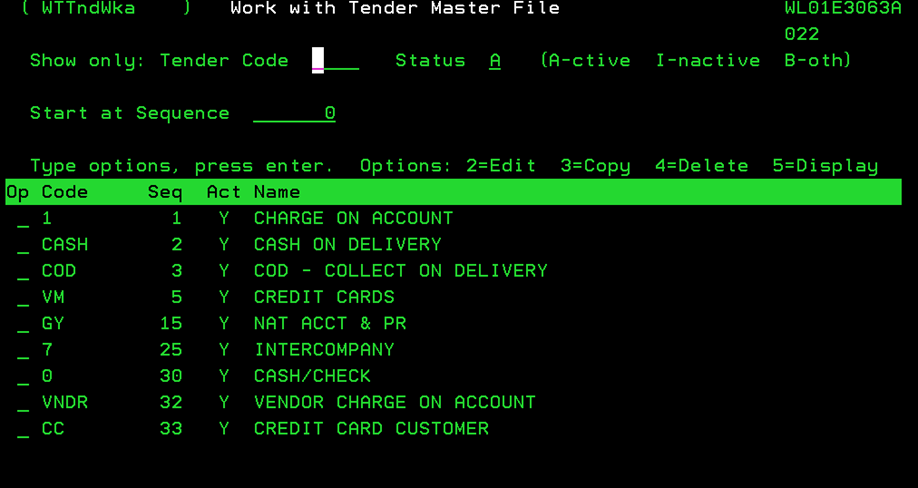 ( WTTndWka    )   Work with Tender Master File   WL01E3063A
022
Show only: Tender Code  ____   Status  A   (A-ctive  I-nactive  B-oth)
Start at Sequence  0
Type options, press enter.  Options: 2=Edit  3=Copy  4=Delete  5=Display
Op Code     Seq  Act Name
_ 1          1   Y  CHARGE ON ACCOUNT
_ CASH       2   Y  CASH ON DELIVERY
_ COD        3   Y  COD - COLLECT ON DELIVERY
_ VM         5   Y  CREDIT CARDS
_ GY        15   Y  NAT ACCT & PR
_ 7         25   Y  INTERCOMPANY
_ 0         30   Y  CASH/CHECK
_ VNDR      32   Y  VENDOR CHARGE ON ACCOUNT
_ CC        33   Y  CREDIT CARD CUSTOMER